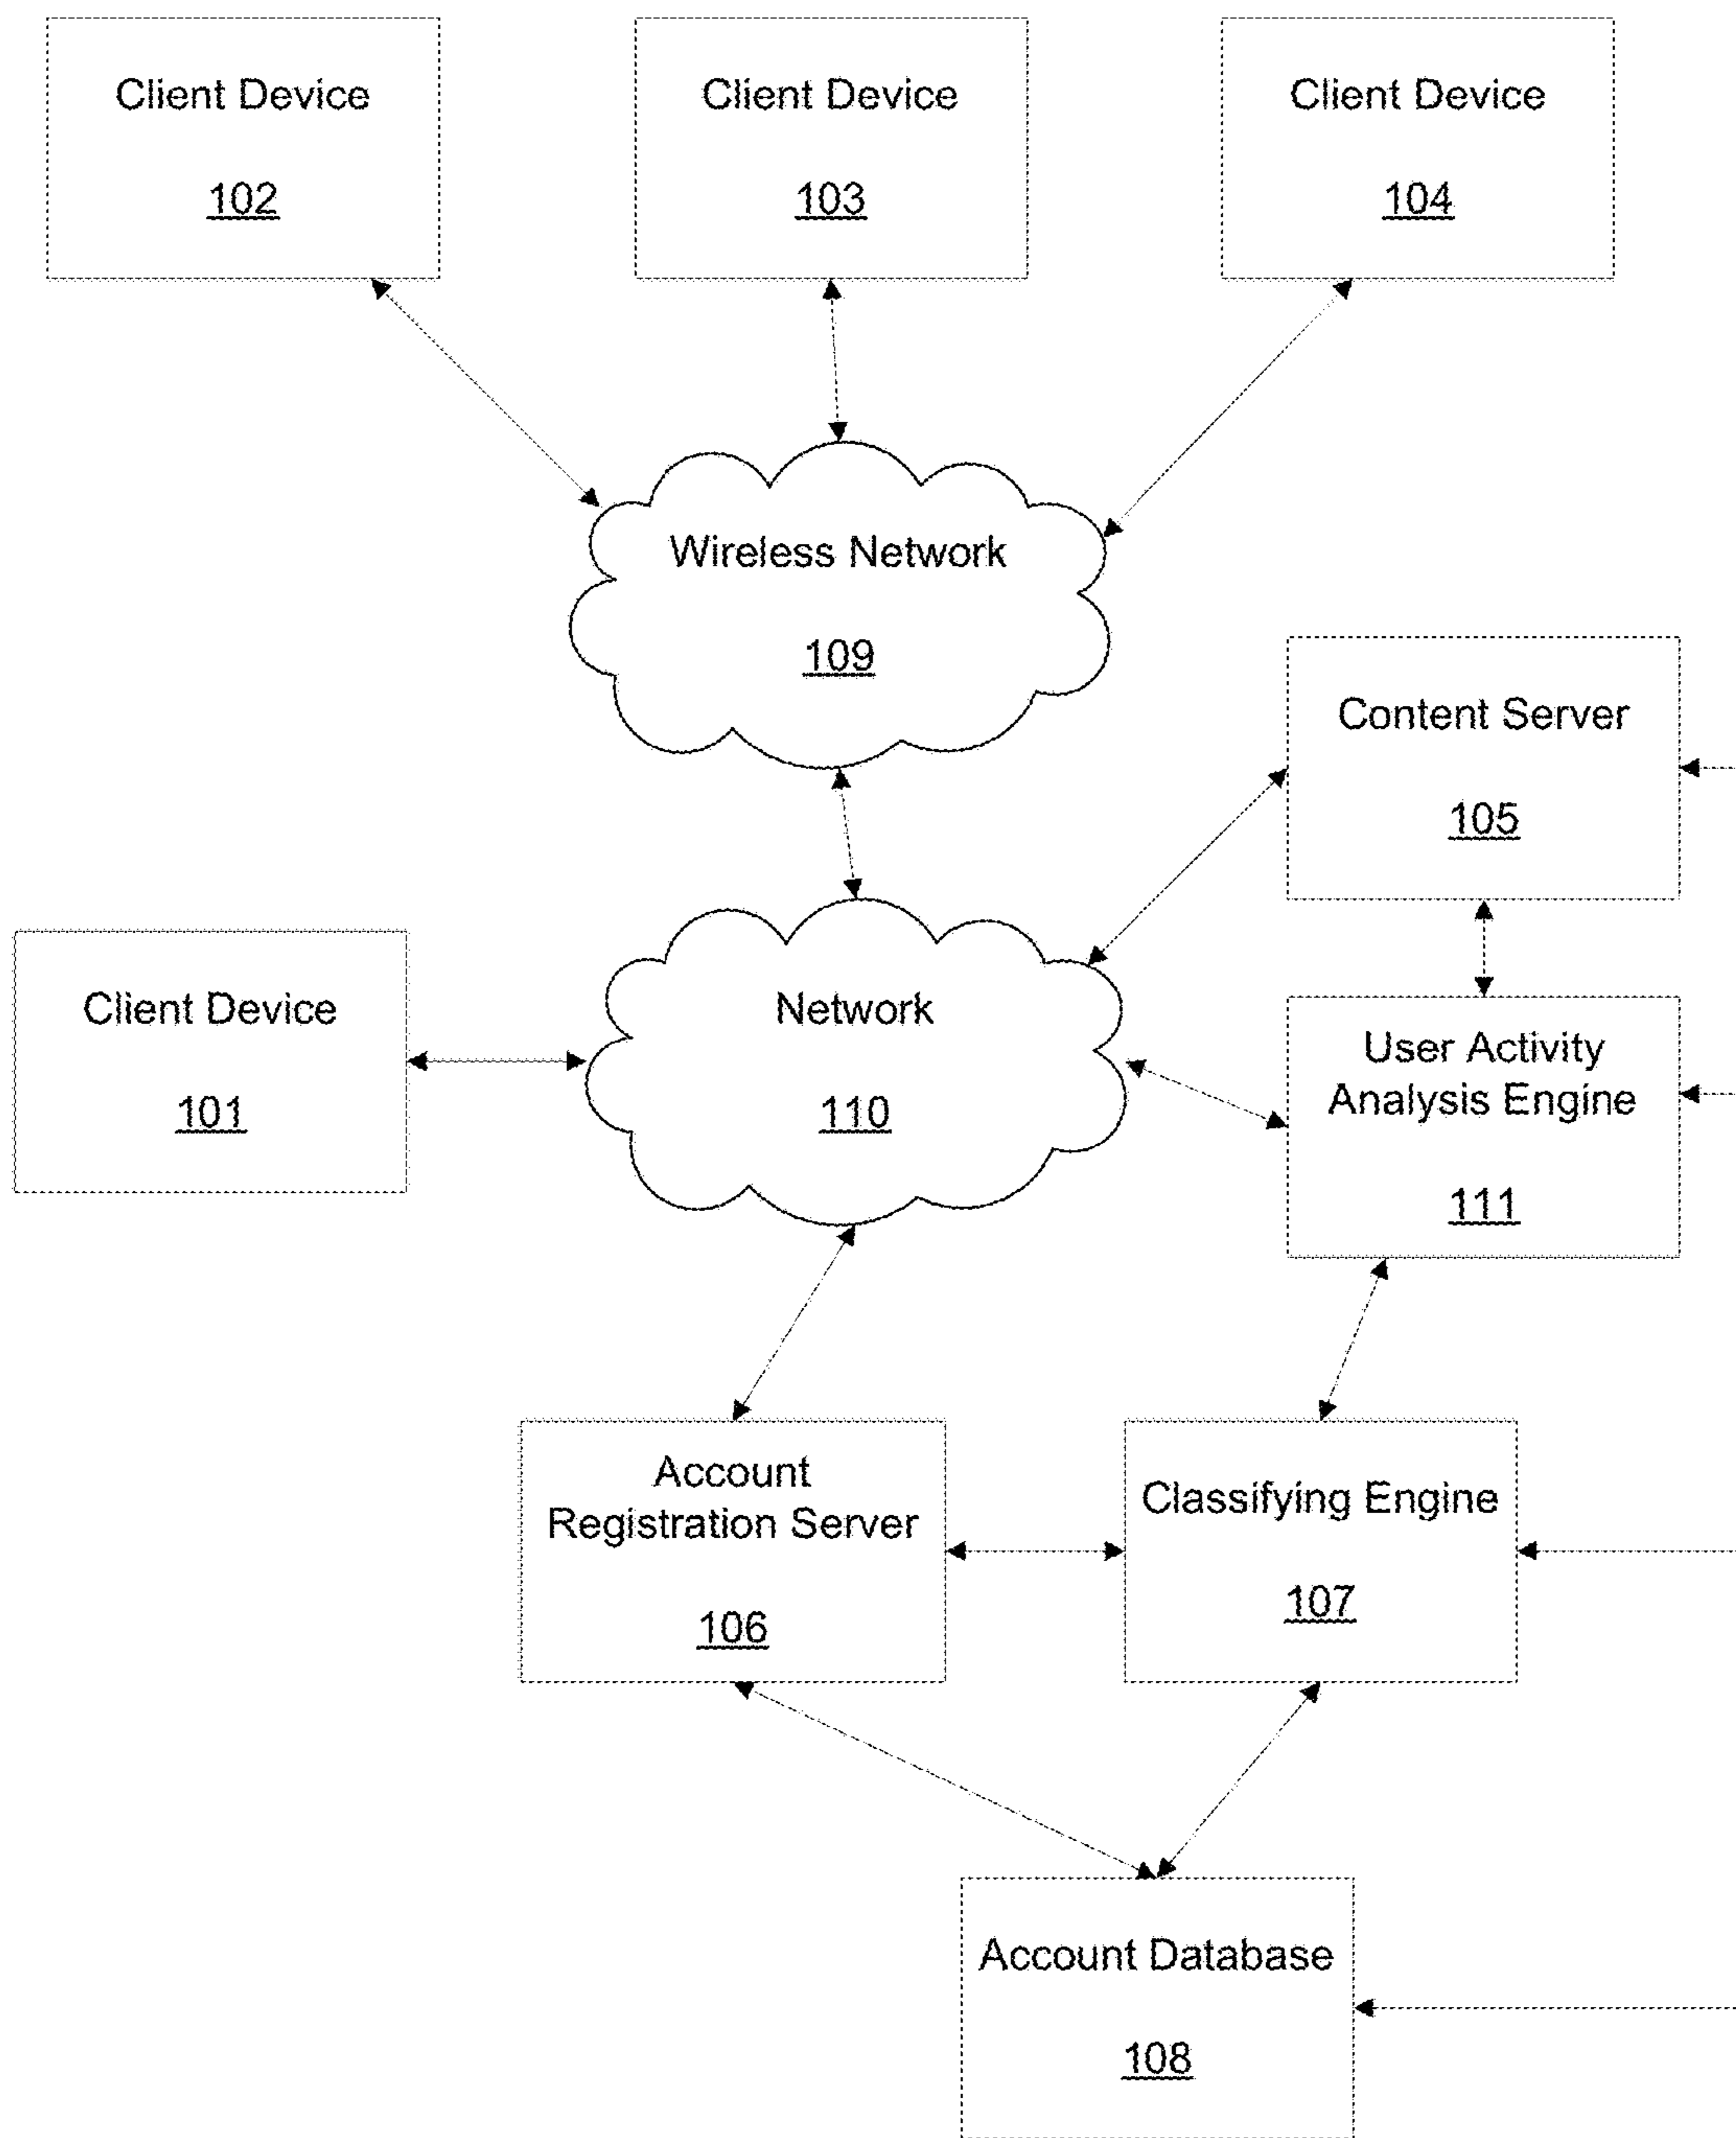 Client Device
102
Client Device
103
Client Device
104
Wireless Network
109
Content Server
105
Client Device
101
Network
110
User Activity
Analysis Engine
111
Account
Registration Server
106
Classifying Engine
107
Account Database
108